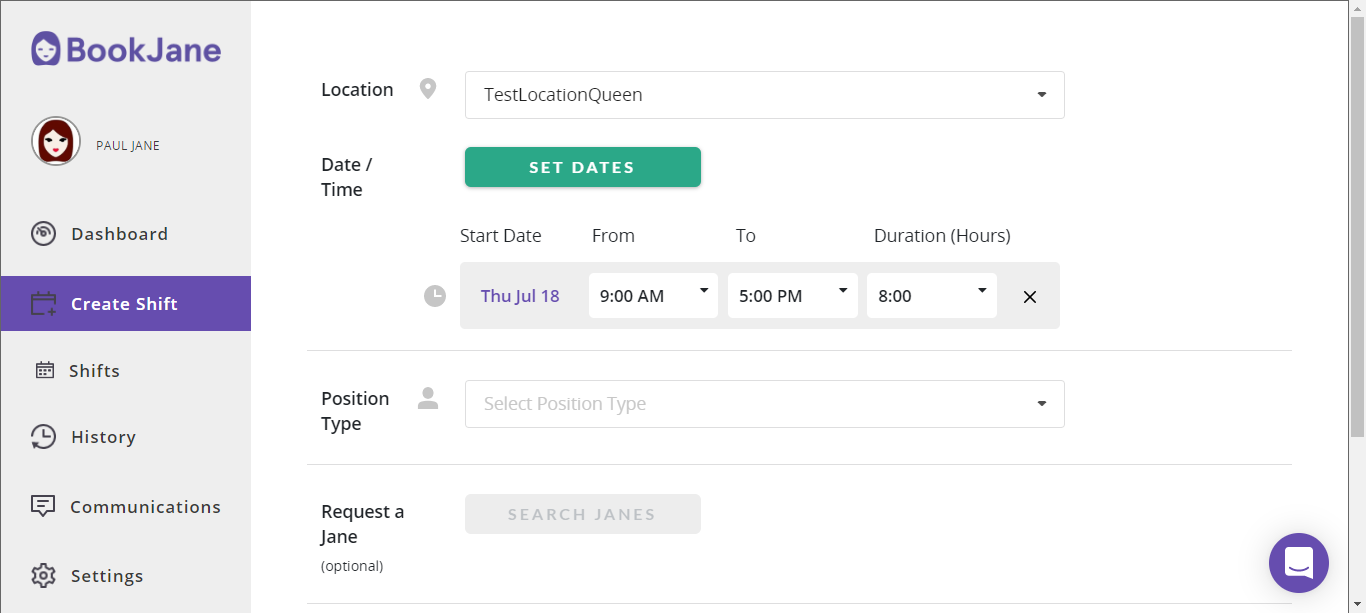 BookJane
PAUL JANE
Dashboard
Create Shift
Shifts
History
Communications
Settings
Location
TestLocationQueen
Date /
Time
SET DATES
Start Date From To Duration (Hours)
Thu Jul 18 9:00 AM 5:00 PM 8:00
Position
Type
Select Position Type
Request a
Jane
(optional)
SEARCH JANES